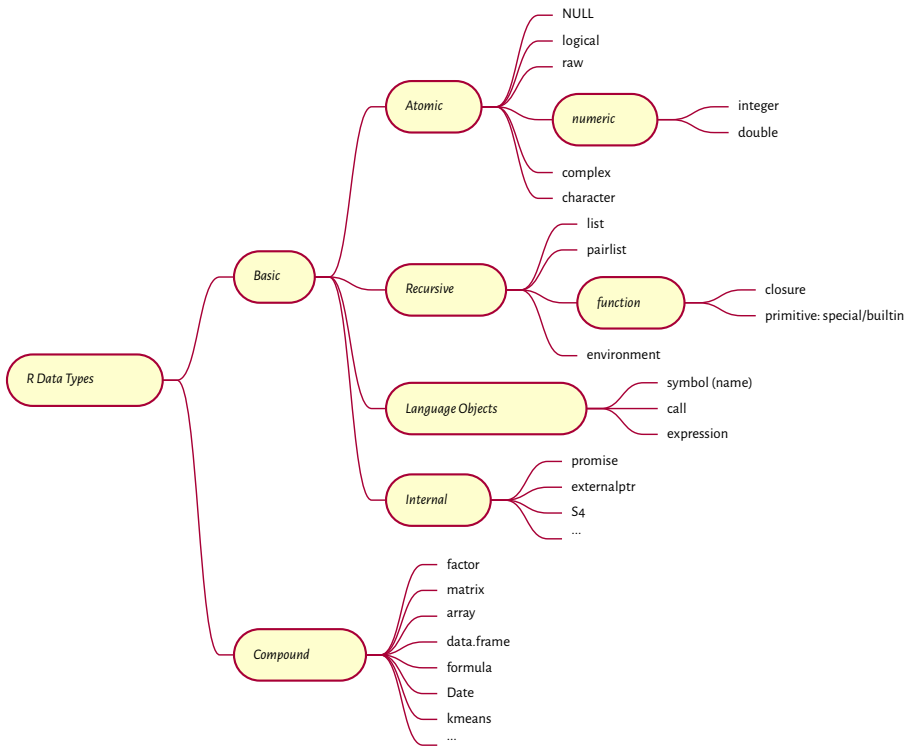 NULL
logical
raw
Atomic
numeric
integer
double
complex
character
list
pairlist
Basic
Recursive
function
closure
primitive: special/builtin
environment
R Data Types
symbol (name)
Language Objects
call
expression
promise
externalptr
Internal
S4
...
factor
matrix
array
data.frame
Compound
formula
Date
kmeans
...